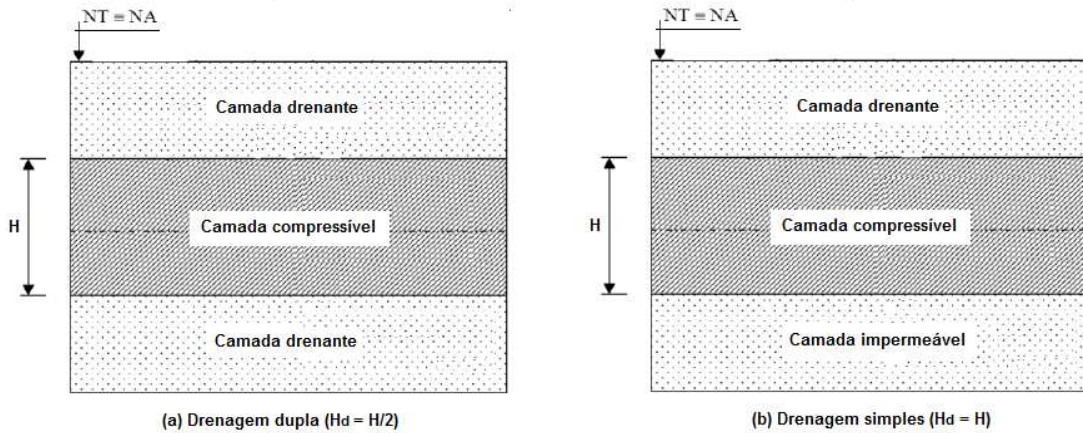 NT ≡ NA
Camada drenante
H
Camada compressível
Camada drenante
(a) Drenagem dupla (Hd = H/2)
NT ≡ NA
Camada drenante
H
Camada compressível
Camada impermeável
(b) Drenagem simples (Hd = H)